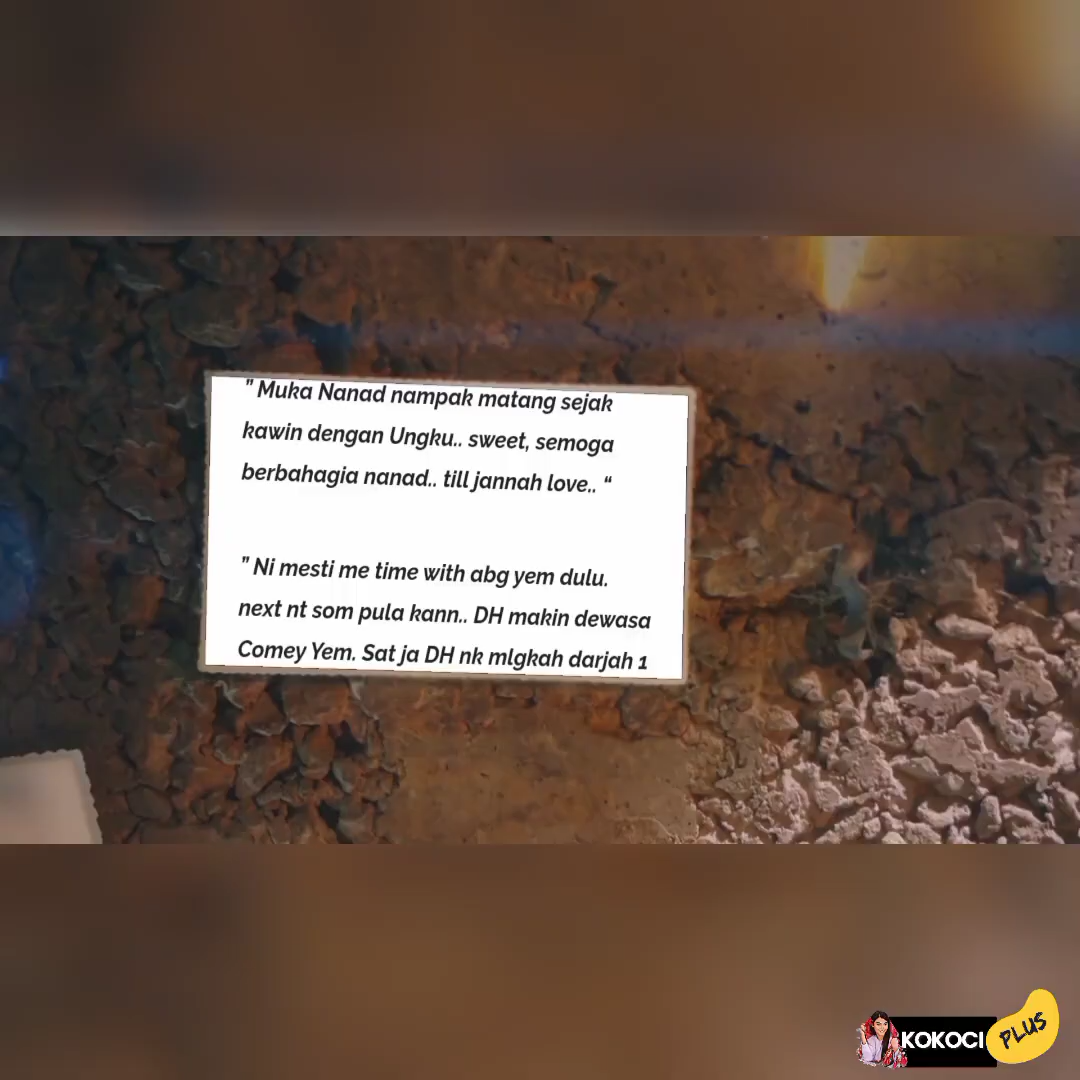 " Muka Nanad nampak matang sejak
kawin dengan Ungku.. sweet, semoga
berbahagia nanad.. till jannah love.. “
" Ni mesti me time with abg yem dulu.
next nt som pula kann.. DH makin dewasa
Comey Yem. Sat ja DH nk mlgkah darjah 1
KOKOCI
PLUS